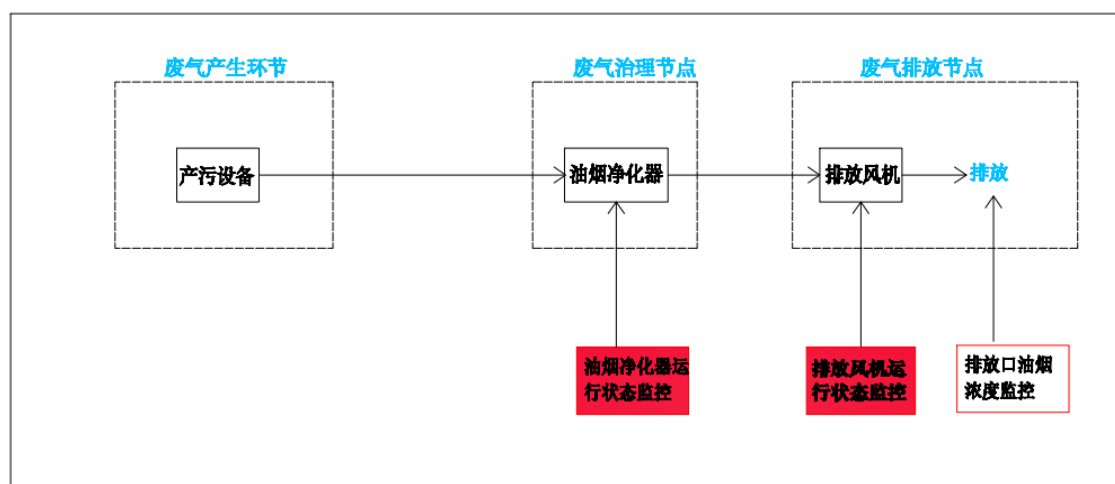 废气产生环节
废气治理节点
废气排放节点
产污设备
油烟净化器
排放风机
排放
油烟净化器运
行状态监控
排放风机运
行状态监控
排放口油烟
浓度监控